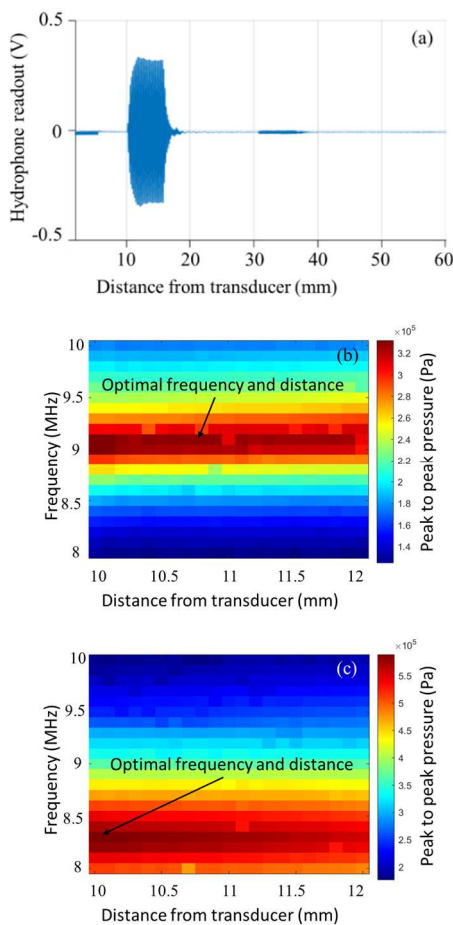 (a)
0.5
0
-0.5
Hydrophone readout (V)
10 20 30 40 50 60
Distance from transducer (mm)
(b)
Optimal frequency and distance
10
9.5
9
8.5
8
Frequency (MHz)
10 10.5 11 11.5 12
Distance from transducer (mm)
×10⁵
3.2
3
2.8
2.6
2.4
2.2
2
1.8
1.6
1.4
Peak to peak pressure (Pa)
(c)
Optimal frequency and distance
10
9.5
9
8.5
8
Frequency (MHz)
10 10.5 11 11.5 12
Distance from transducer (mm)
×10⁵
5.5
5
4.5
4
3.5
3
2.5
2
Peak to peak pressure (Pa)